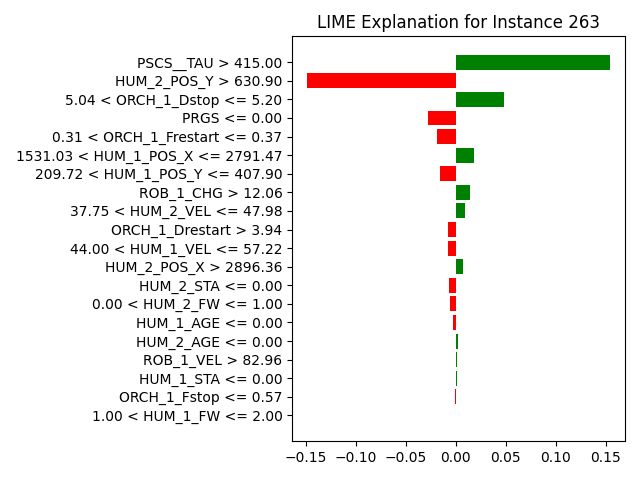 LIME Explanation for Instance 263
PSCS__TAU > 415.00
HUM_2_POS_Y > 630.90
5.04 < ORCH_1_Dstop <= 5.20
PRGS <= 0.00
0.31 < ORCH_1_Frestart <= 0.37
1531.03 < HUM_1_POS_X <= 2791.47
209.72 < HUM_1_POS_Y <= 407.90
ROB_1_CHG > 12.06
37.75 < HUM_2_VEL <= 47.98
ORCH_1_Drestart > 3.94
44.00 < HUM_1_VEL <= 57.22
HUM_2_POS_X > 2896.36
HUM_2_STA <= 0.00
0.00 < HUM_2_FW <= 1.00
HUM_1_AGE <= 0.00
HUM_2_AGE <= 0.00
ROB_1_VEL > 82.96
HUM_1_STA <= 0.00
ORCH_1_Fstop <= 0.57
1.00 < HUM_1_FW <= 2.00
−0.15 −0.10 −0.05 0.00 0.05 0.10 0.15